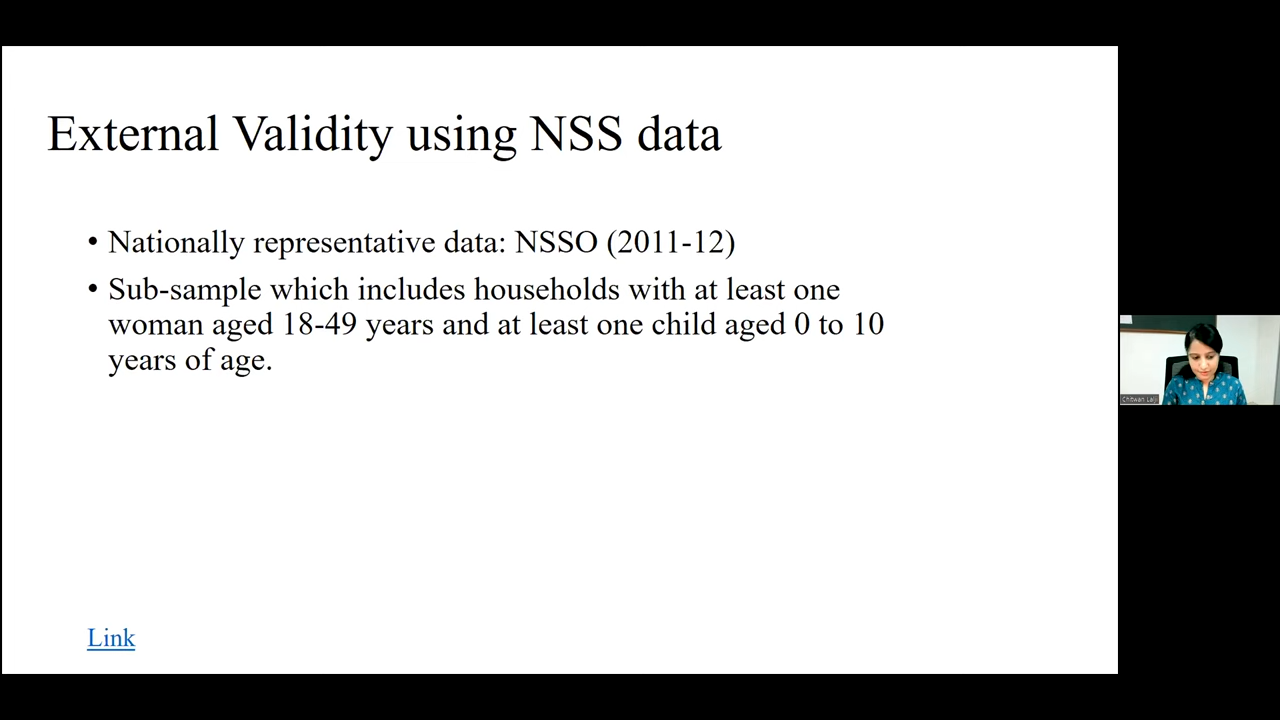 External Validity using NSS data
• Nationally representative data: NSSO (2011-12)
• Sub-sample which includes households with at least one
woman aged 18-49 years and at least one child aged 0 to 10
years of age.
Link
Chitwan Lalji